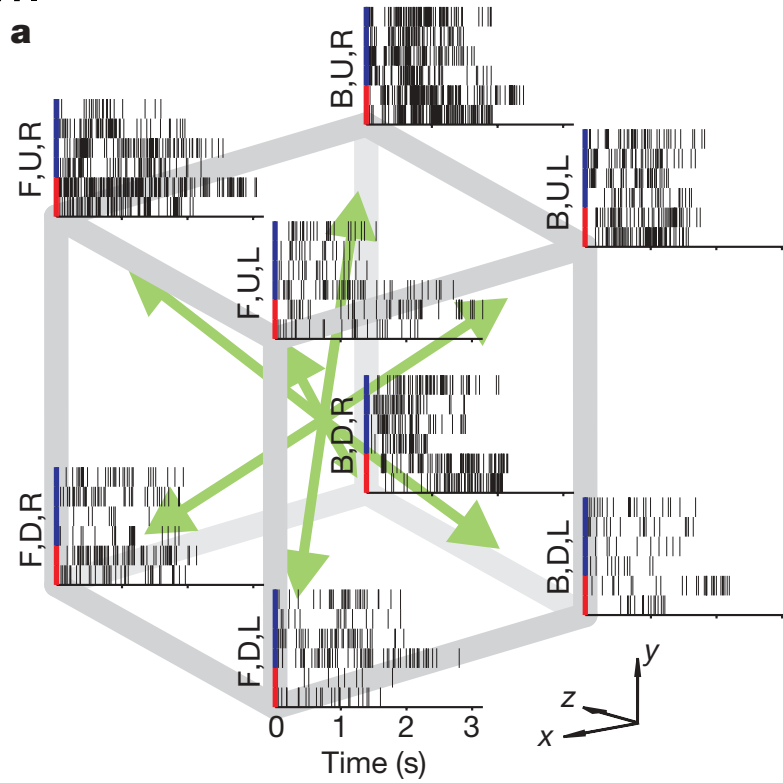 a
B,U,R
F,U,R
B,U,L
F,U,L
B,D,R
F,D,R
B,D,L
F,D,L
y
z
x
0 1 2 3
Time (s)